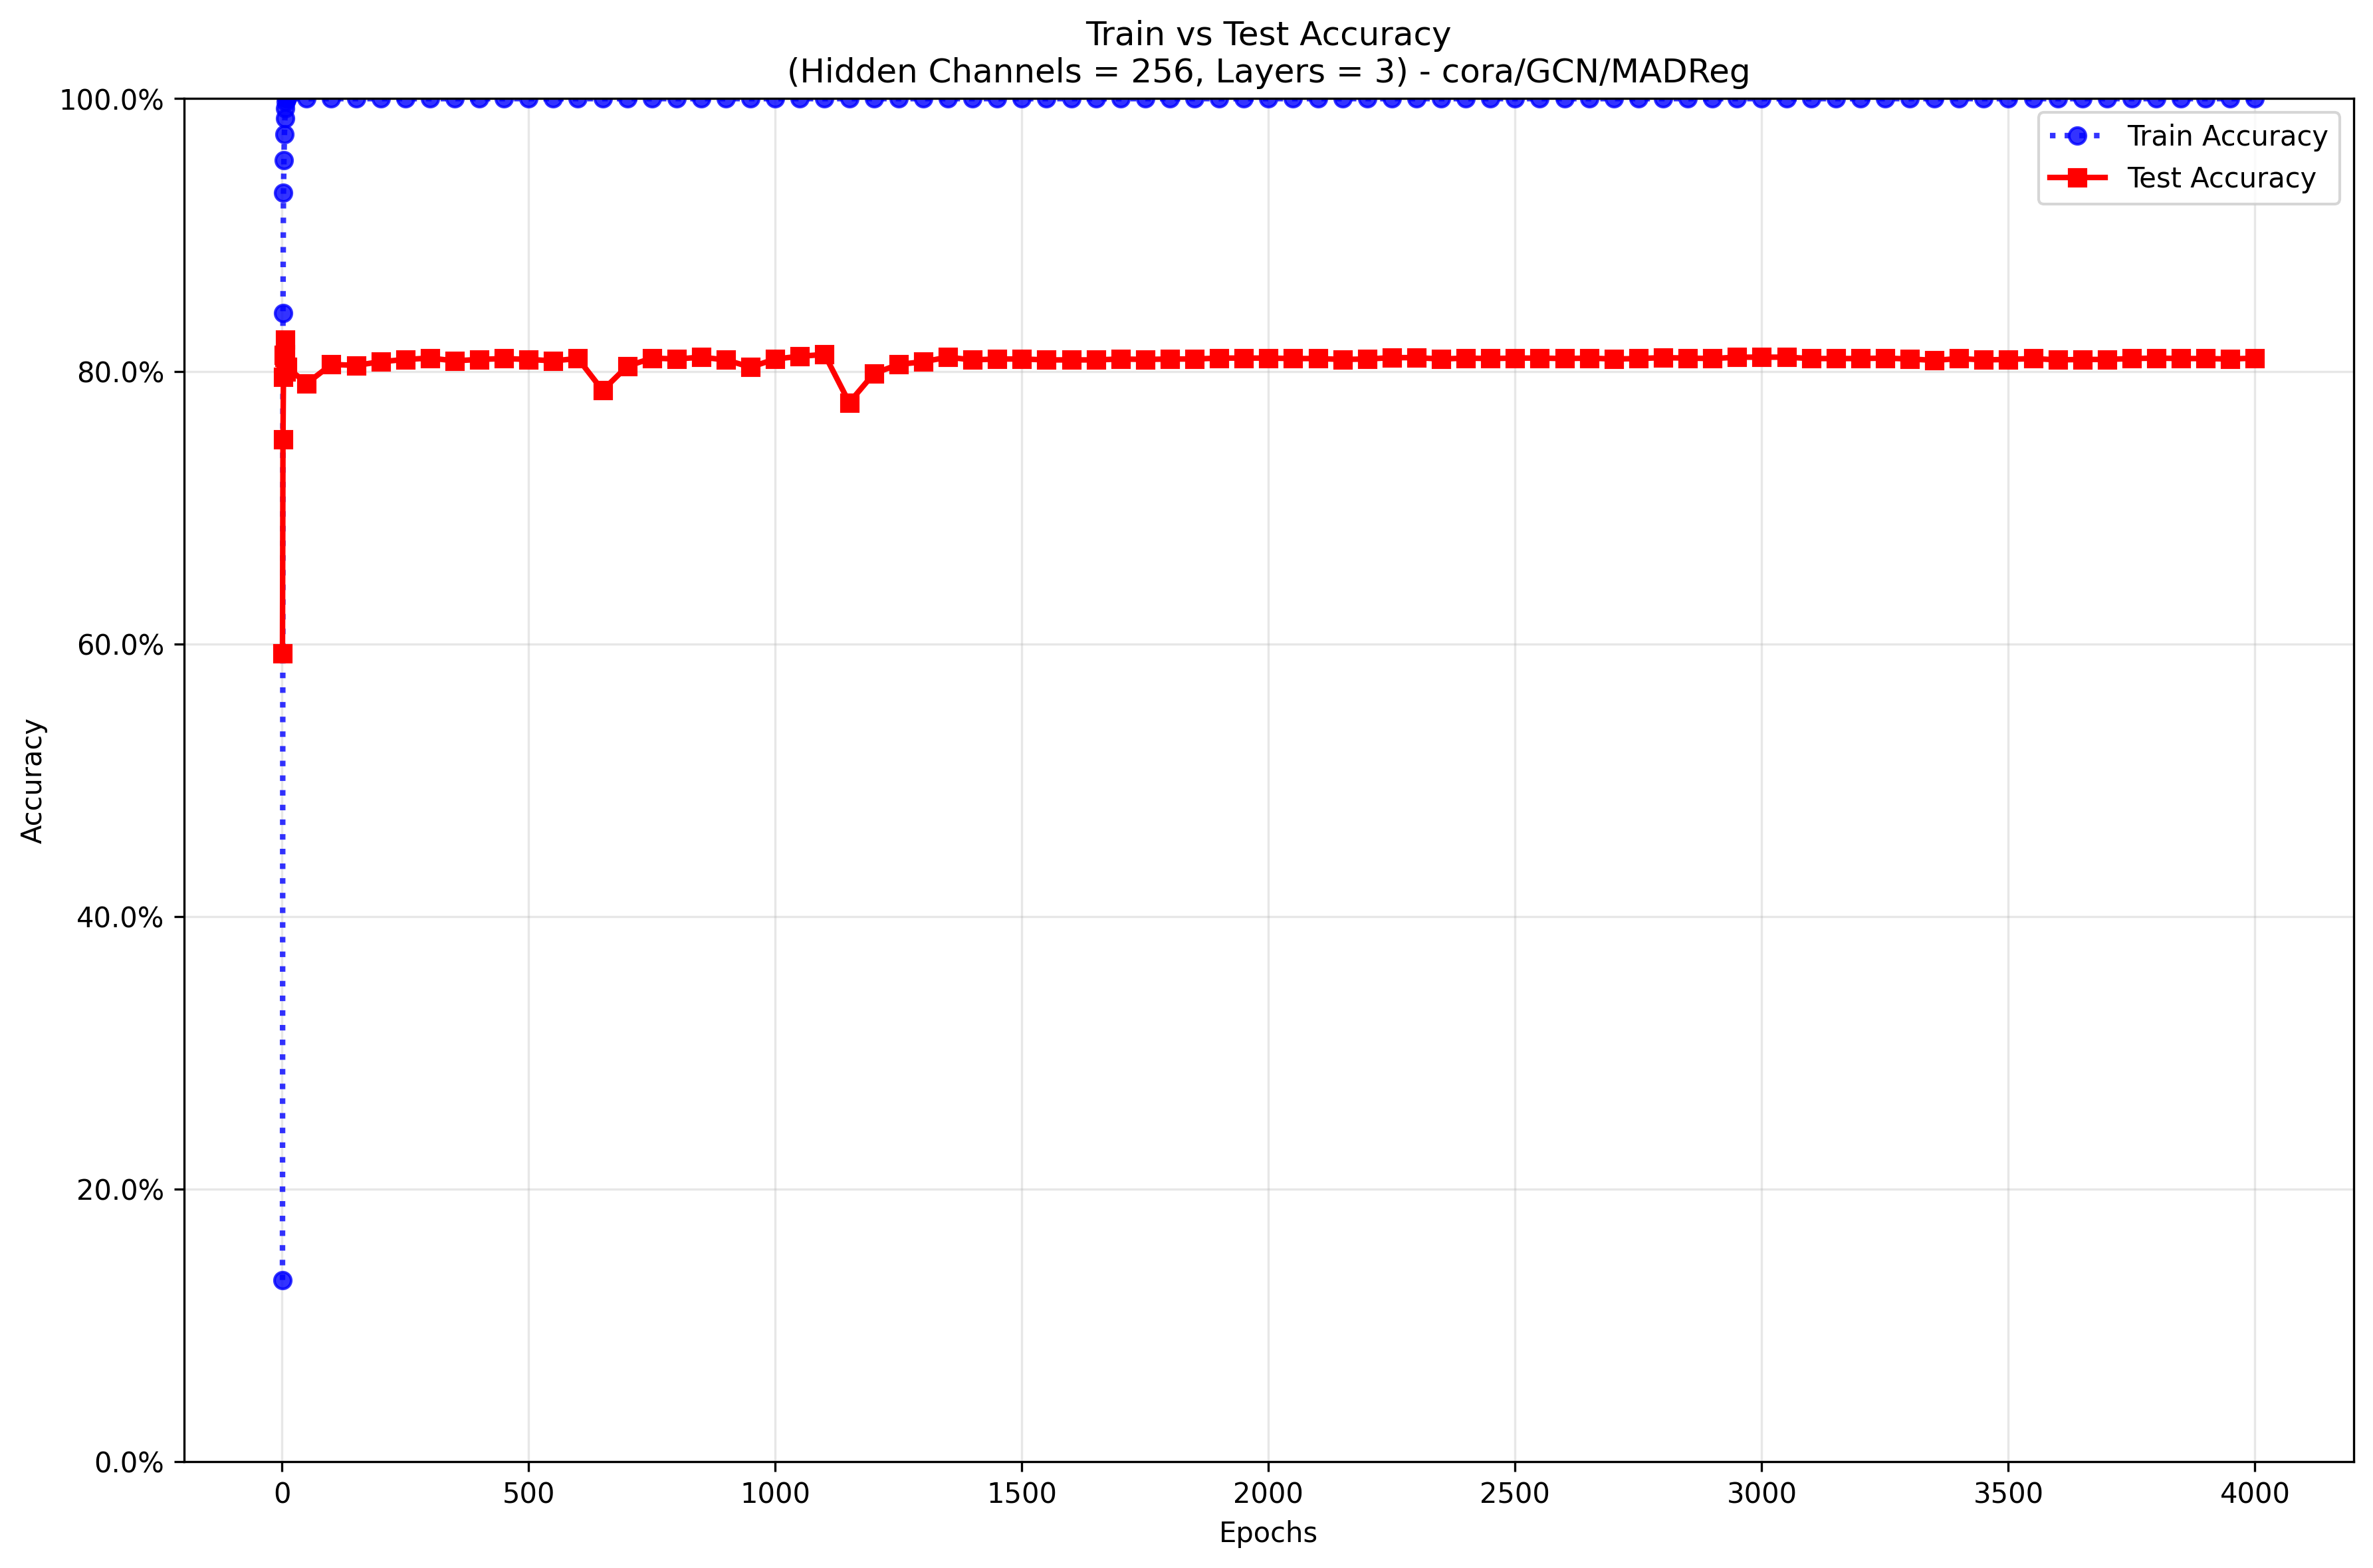 Train vs Test Accuracy
(Hidden Channels = 256, Layers = 3) - cora/GCN/MADReg
100.0%
80.0%
60.0%
40.0%
20.0%
0.0%
Accuracy
Train Accuracy
Test Accuracy
0 500 1000 1500 2000 2500 3000 3500 4000
Epochs